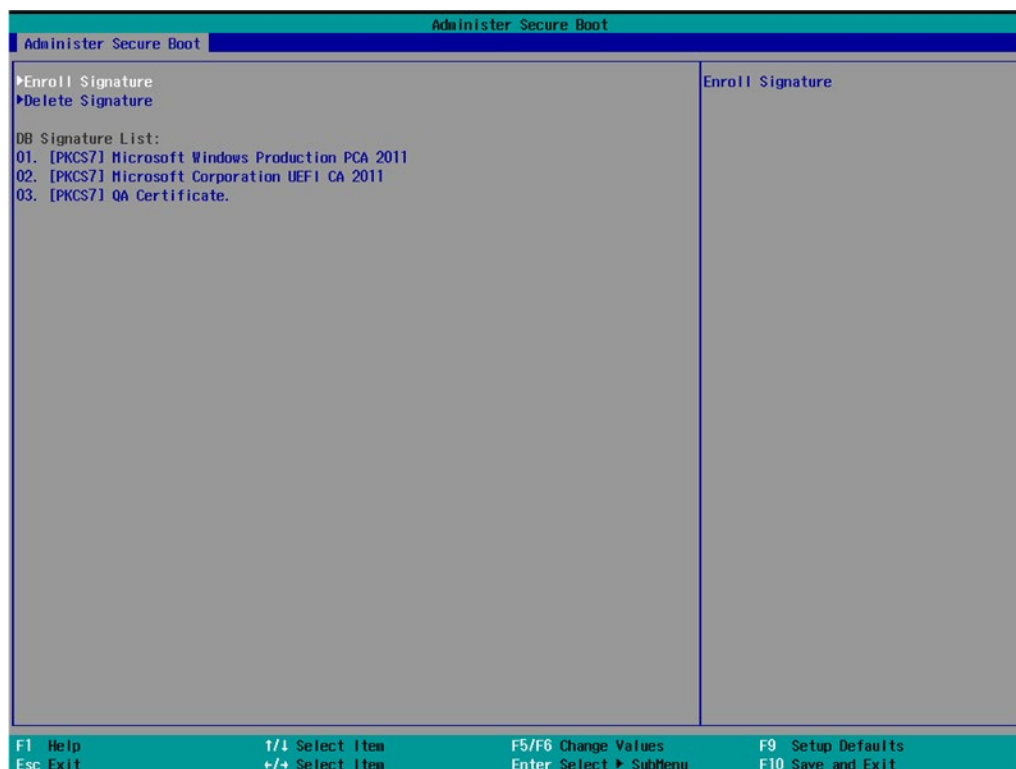 Administer Secure Boot
Administer Secure Boot
▶Enroll Signature
▶Delete Signature
DB Signature List:
01. [PKCS7] Microsoft Windows Production PCA 2011
02. [PKCS7] Microsoft Corporation UEFI CA 2011
03. [PKCS7] QA Certificate.
Enroll Signature
F1 Help ↑/↓ Select Item F5/F6 Change Values F9 Setup Defaults
Esc Exit ←/→ Select Item Enter Select ▶ SubMenu F10 Save and Exit